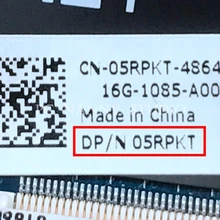 CN-05RPKT-4864
16G-1085-A00
Made in China
DP/N 05RPKT